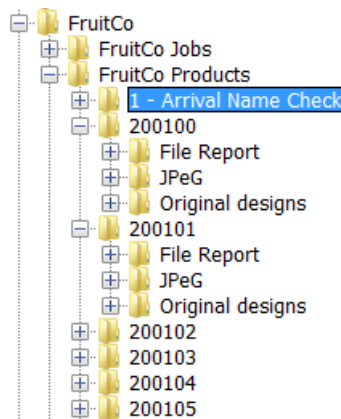 FruitCo
FruitCo Jobs
FruitCo Products
1 - Arrival Name Check
200100
File Report
JPeG
Original designs
200101
File Report
JPeG
Original designs
200102
200103
200104
200105